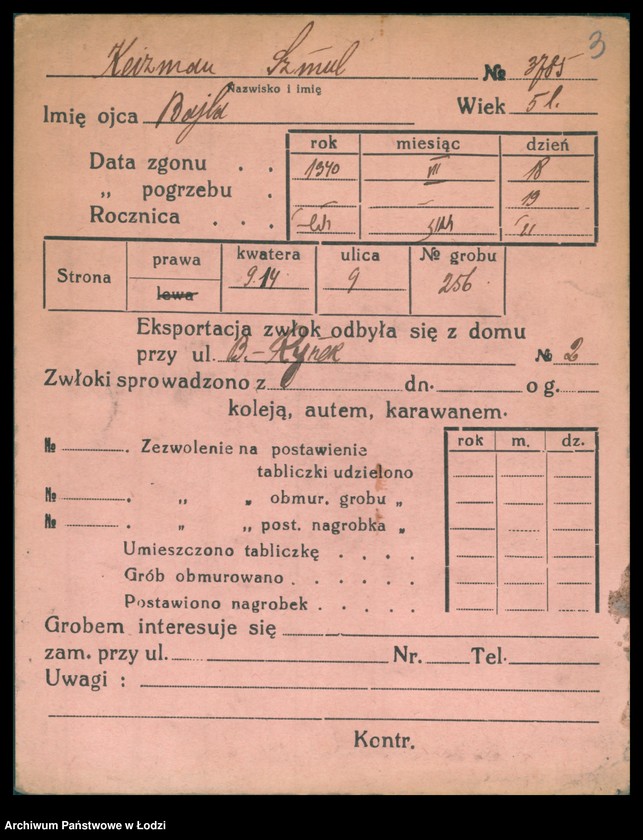 3
Keizman Szmul № 3785
Nazwisko i imię
Imię ojca Bajla Wiek 5 l.
rok miesiąc dzień
Data zgonu . . 1940 VII 18
„ pogrzebu . 19
Rocznica . . .
Strona prawa lewa kwatera 9.14 ulica 9 № grobu 256
Eksportacja zwłok odbyła się z domu
przy ul. B.-Rynek № 2
Zwłoki sprowadzono z dn. o g.
koleją, autem, karawanem.
rok m. dz.
№ . Zezwolenie na postawienie
tabliczki udzielono
№ . „ „ obmur. grobu „
№ . „ „ post. nagrobka „
Umieszczono tabliczkę . . . .
Grób obmurowano . . . . .
Postawiono nagrobek . . . . .
Grobem interesuje się
zam. przy ul. Nr. Tel.
Uwagi :
Kontr.
Archiwum Państwowe w Łodzi